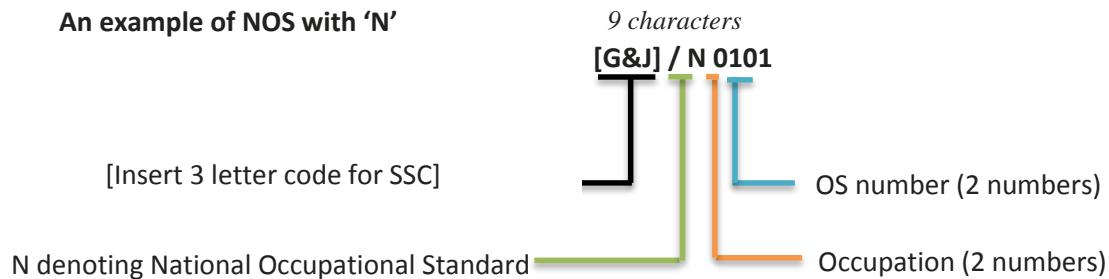 An example of NOS with ‘N’
9 characters
[G&J] / N 0101
[Insert 3 letter code for SSC]
OS number (2 numbers)
N denoting National Occupational Standard
Occupation (2 numbers)